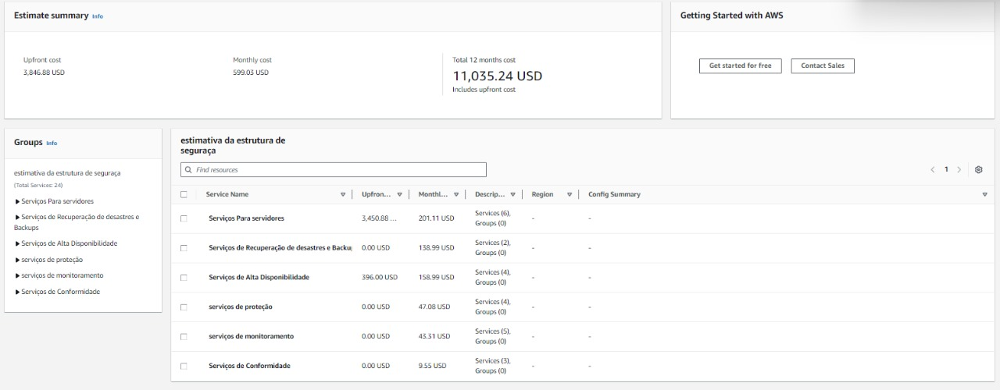 Estimate summary Info
Getting Started with AWS
Upfront cost
3,846.88 USD
Monthly cost
599.03 USD
Total 12 months cost
11,035.24 USD
Includes upfront cost
Get started for free
Contact Sales
Groups Info
estimativa da estrutura de seguraça
(Total Services: 24)
Serviços Para servidores
Serviços de Recuperação de desastres e
Backups
Serviços de Alta Disponibilidade
serviços de proteção
serviços de monitoramento
Serviços de Conformidade
estimativa da estrutura de
seguraça
Find resources
1
Service Name Upfron... Monthl... Descrip... Region Config Summary
Serviços Para servidores 3,450.88 ... 201.11 USD Services (6), - -
Groups (0)
Serviços de Recuperação de desastres e Backu 0.00 USD 138.99 USD Services (2), - -
Groups (0)
Serviços de Alta Disponibilidade 396.00 USD 158.99 USD Services (4), - -
Groups (0)
serviços de proteção 0.00 USD 47.08 USD Services (4), - -
Groups (0)
serviços de monitoramento 0.00 USD 43.31 USD Services (5), - -
Groups (0)
Serviços de Conformidade 0.00 USD 9.55 USD Services (3), - -
Groups (0)